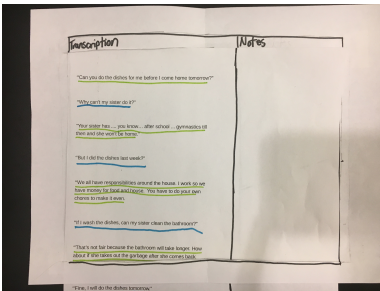 Transcription
Notes
"Can you do the dishes for me before I come home tomorrow?"
"Why can't my sister do it?"
"Your sister has.... you know.... after school .... gymnastics till
then and she won't be home."
"But I did the dishes last week?"
"We all have responsibilities around the house. I work so we
have money for food and house. You have to do your own
chores to make it even.
"If I wash the dishes, can my sister clean the bathroom?"
"That's not fair because the bathroom will take longer. How
about if she takes out the garbage after she comes back
"Fine, I will do the dishes tomorrow."